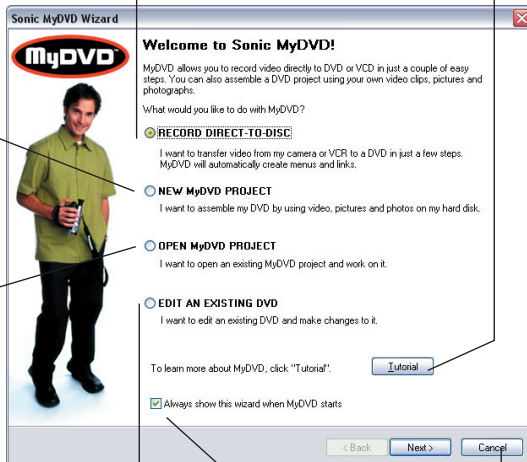 Sonic MyDVD Wizard
MyDVD
Welcome to Sonic MyDVD!
MyDVD allows you to record video directly to DVD or VCD in just a couple of easy
steps. You can also assemble a DVD project using your own video clips, pictures and
photographs.
What would you like to do with MyDVD?
RECORD DIRECT-TO-DISC
I want to transfer video from my camera or VCR to a DVD in just a few steps.
MyDVD will automatically create menus and links.
NEW MyDVD PROJECT
I want to assemble my DVD by using video, pictures and photos on my hard disk.
OPEN MyDVD PROJECT
I want to open an existing MyDVD project and work on it.
EDIT AN EXISTING DVD
I want to edit an existing DVD and make changes to it.
To learn more about MyDVD, click "Tutorial".
Tutorial
Always show this wizard when MyDVD starts
< Back
Next >
Cancel